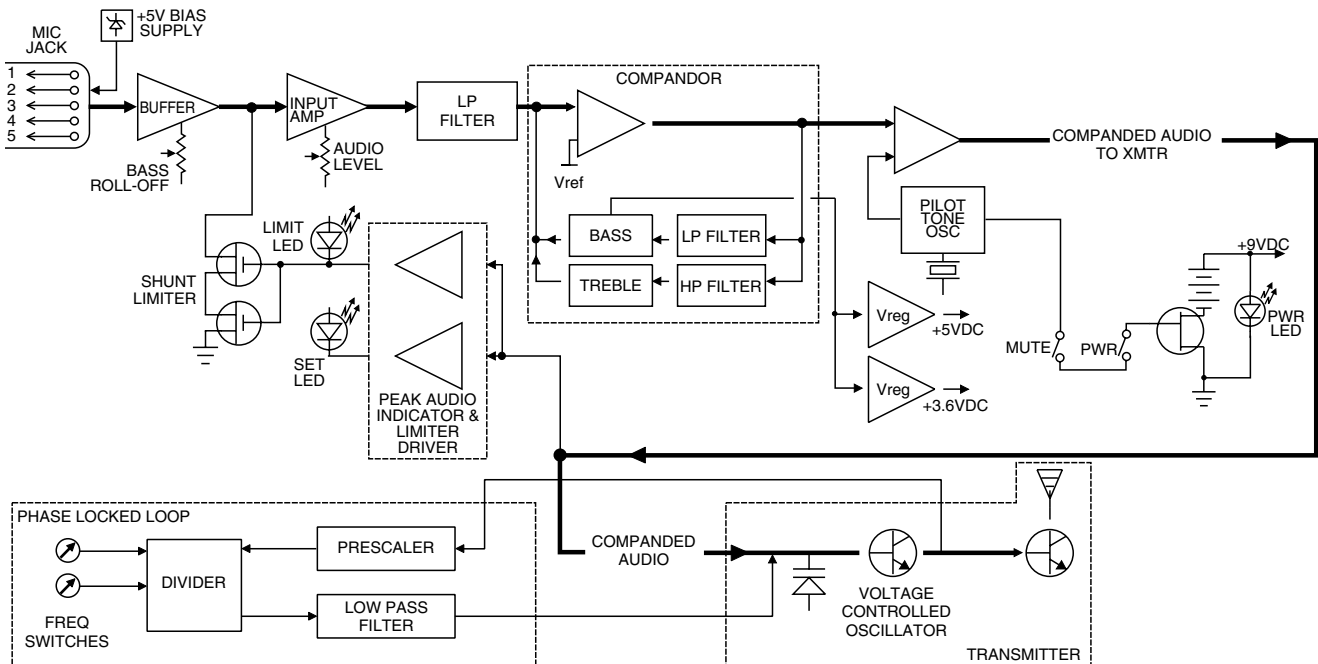 +5V BIAS
SUPPLY
MIC
JACK
1
2
3
4
5
BUFFER
BASS
ROLL-OFF
INPUT
AMP
AUDIO
LEVEL
LP
FILTER
COMPANDOR
Vref
BASS
LP FILTER
TREBLE
HP FILTER
COMPANDED AUDIO
TO XMTR
PILOT
TONE
OSC
LIMIT
LED
SHUNT
LIMITER
SET
LED
PEAK AUDIO
INDICATOR &
LIMITER
DRIVER
Vreg
+5VDC
Vreg
+3.6VDC
MUTE
PWR
+9VDC
PWR
LED
PHASE LOCKED LOOP
PRESCALER
DIVIDER
LOW PASS
FILTER
FREQ
SWITCHES
COMPANDED
AUDIO
VOLTAGE
CONTROLLED
OSCILLATOR
TRANSMITTER